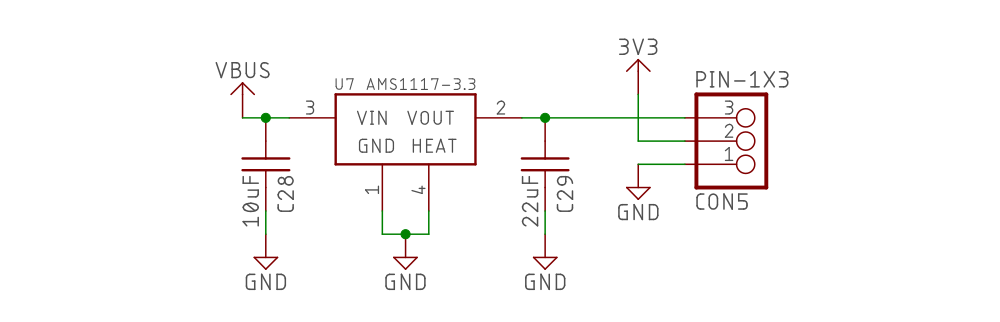 3V3
VBUS
U7 AMS1117-3.3
PIN-1X3
3
VIN VOUT
2
3
GND HEAT
2
1
1
4
10uF
C28
22uF
C29
GND
CON5
GND
GND
GND